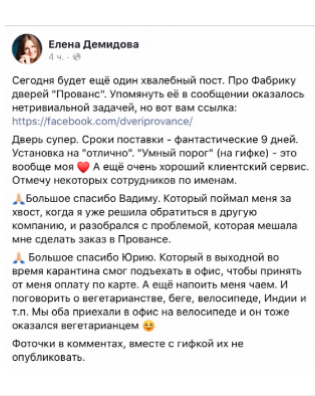 Елена Демидова
4 ч. ·
Сегодня будет ещё один хвалебный пост. Про Фабрику
дверей "Прованс". Упомянуть её в сообщении оказалось
нетривиальной задачей, но вот вам ссылка:
https://facebook.com/dveriprovance/
Дверь супер. Сроки поставки - фантастические 9 дней.
Установка на "отлично". "Умный порог" (на гифке) - это
вообще моя ❤️ А ещё очень хороший клиентский сервис.
Отмечу некоторых сотрудников по именам.
🙏Большое спасибо Вадиму. Который поймал меня за
хвост, когда я уже решила обратиться в другую
компанию, и разобрался с проблемой, которая мешала
мне сделать заказ в Провансе.
🙏 Большое спасибо Юрию. Который в выходной во
время карантина смог подъехать в офис, чтобы принять
от меня оплату по карте. А ещё напоить меня чаем. И
поговорить о вегетарианстве, беге, велосипеде, Индии и
т.п. Мы оба приехали в офис на велосипеде и он тоже
оказался вегетарианцем ☺️
Фоточки в комментах, вместе с гифкой их не
опубликовать.